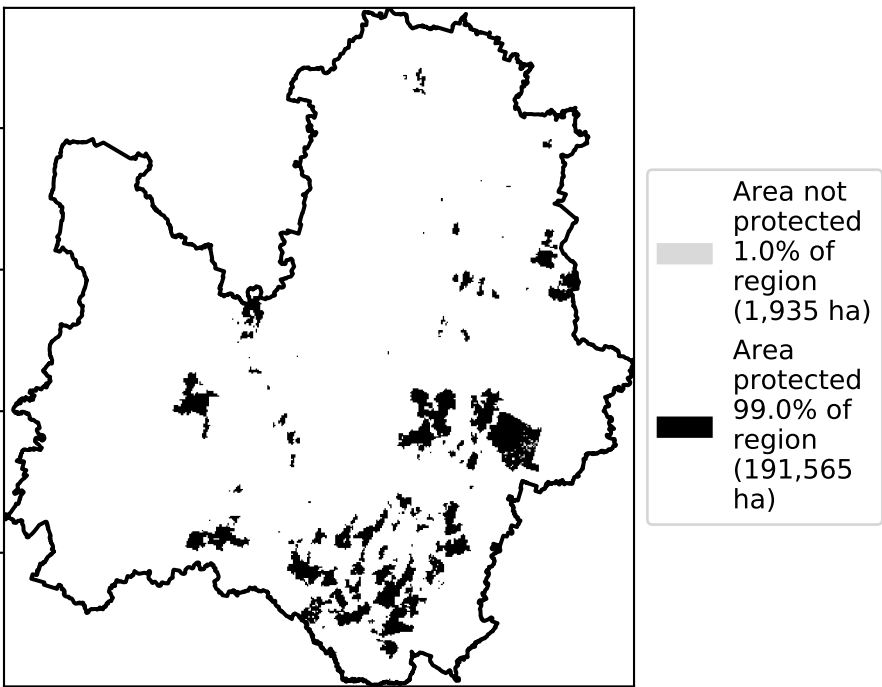 Area not
protected
1.0% of
region
(1,935 ha)
Area
protected
99.0% of
region
(191,565
ha)